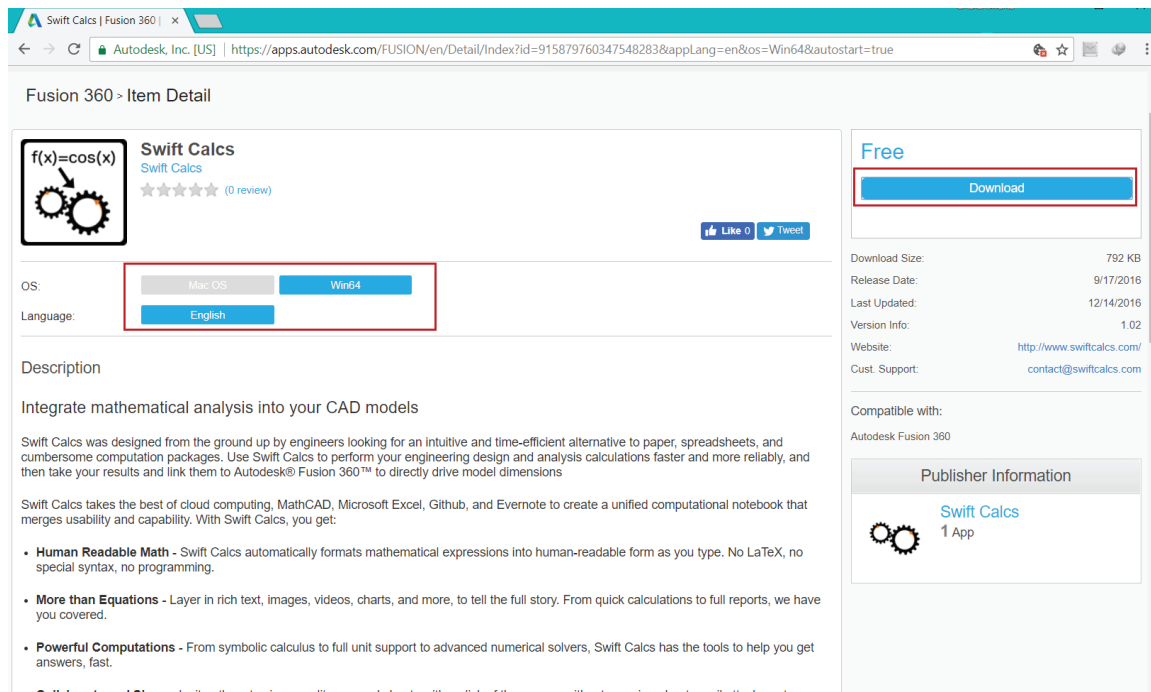 Swift Calcs | Fusion 360 |
Autodesk, Inc. [US] | https://apps.autodesk.com/FUSION/en/Detail/Index?id=915879760347548283&appLang=en&os=Win64&autostart=true
Fusion 360 > Item Detail
f(x)=cos(x)
Swift Calcs
Swift Calcs
(0 review)
Like 0 Tweet
OS: Mac OS Win64
Language: English
Description
Integrate mathematical analysis into your CAD models
Swift Calcs was designed from the ground up by engineers looking for an intuitive and time-efficient alternative to paper, spreadsheets, and
cumbersome computation packages. Use Swift Calcs to perform your engineering design and analysis calculations faster and more reliably, and
then take your results and link them to Autodesk® Fusion 360™ to directly drive model dimensions
Swift Calcs takes the best of cloud computing, MathCAD, Microsoft Excel, Github, and Evernote to create a unified computational notebook that
merges usability and capability. With Swift Calcs, you get:
• Human Readable Math - Swift Calcs automatically formats mathematical expressions into human-readable form as you type. No LaTeX, no
special syntax, no programming.
• More than Equations - Layer in rich text, images, videos, charts, and more, to tell the full story. From quick calculations to full reports, we have
you covered.
• Powerful Computations - From symbolic calculus to full unit support to advanced numerical solvers, Swift Calcs has the tools to help you get
answers, fast.
Free
Download
Download Size: 792 KB
Release Date: 9/17/2016
Last Updated: 12/14/2016
Version Info: 1.02
Website: http://www.swiftcalcs.com/
Cust. Support: contact@swiftcalcs.com
Compatible with:
Autodesk Fusion 360
Publisher Information
Swift Calcs
1 App